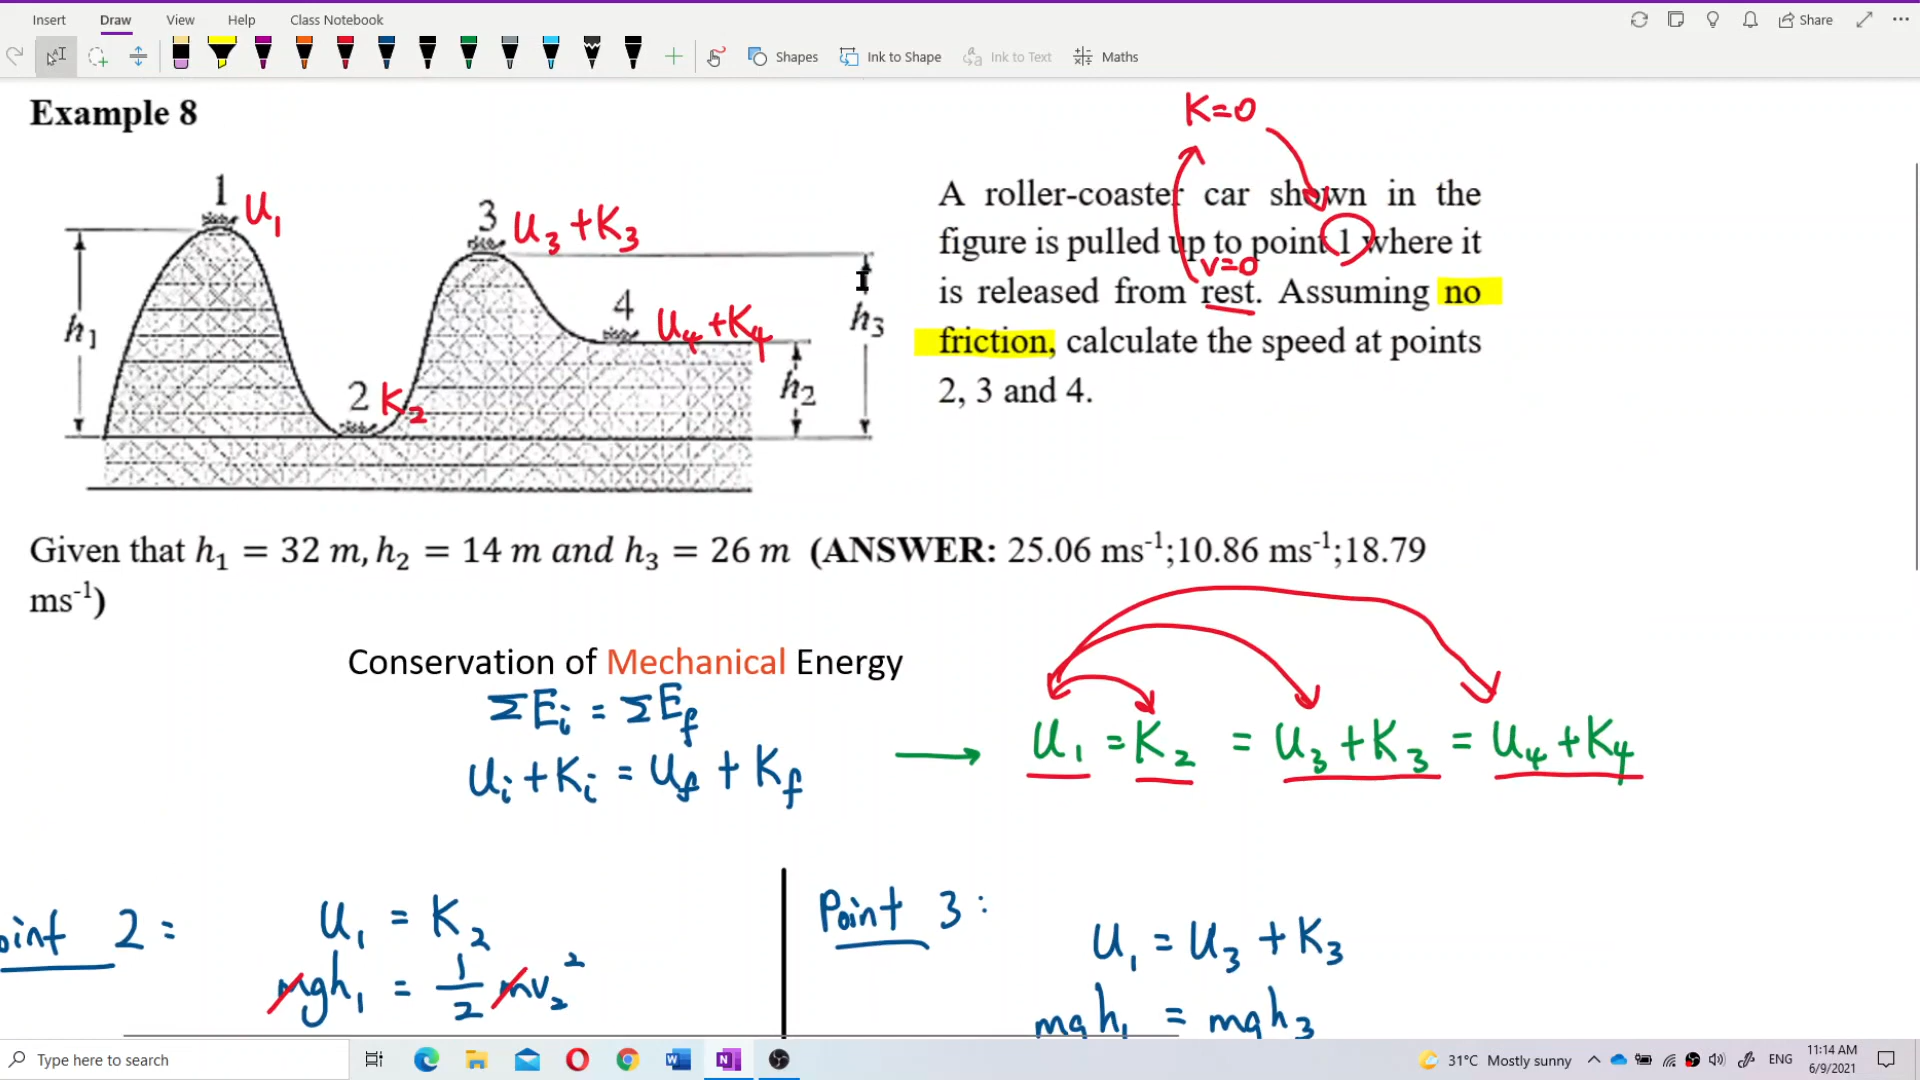 Insert Draw View Help Class Notebook Share
Shapes Ink to Shape Ink to Text Maths
Example 8
K=0
1 U₁
3 U₃+K₃
4 U₄+K₄
2 K₂
h₁
h₂
h₃
A roller-coaster car shown in the
figure is pulled up to point 1 where it
v=0
is released from rest. Assuming no
friction, calculate the speed at points
2, 3 and 4.
Given that h₁ = 32 m, h₂ = 14 m and h₃ = 26 m (ANSWER: 25.06 ms⁻¹;10.86 ms⁻¹;18.79
ms⁻¹)
Conservation of Mechanical Energy
ΣEᵢ = ΣE_f
Uᵢ+Kᵢ = U_f + K_f
→ U₁ = K₂ = U₃+K₃ = U₄+K₄
oint 2:
U₁ = K₂
mgh₁ = 1/2 mv₂²
Point 3:
U₁ = U₃ + K₃
mgh₁ = mgh₃
Type here to search
31°C Mostly sunny
ENG
11:14 AM
6/9/2021